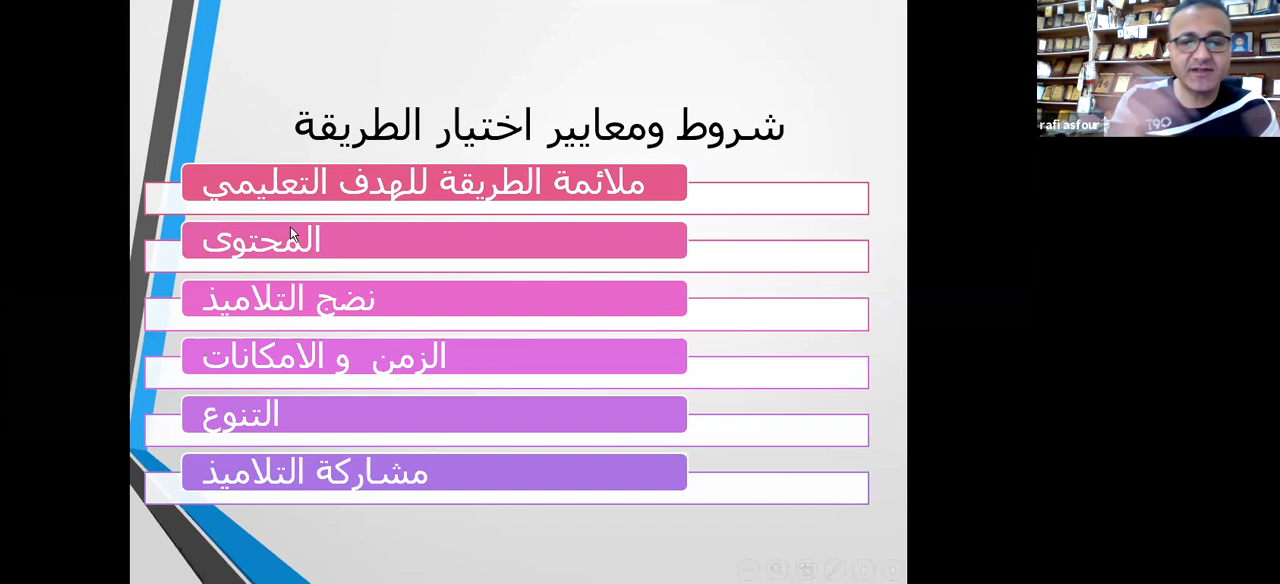 شروط ومعايير اختيار الطريقة
ملائمة الطريقة للهدف التعليمي
المحتوى
نضج التلاميذ
الزمن و الامكانات
التنوع
مشاركة التلاميذ
rafi asfour